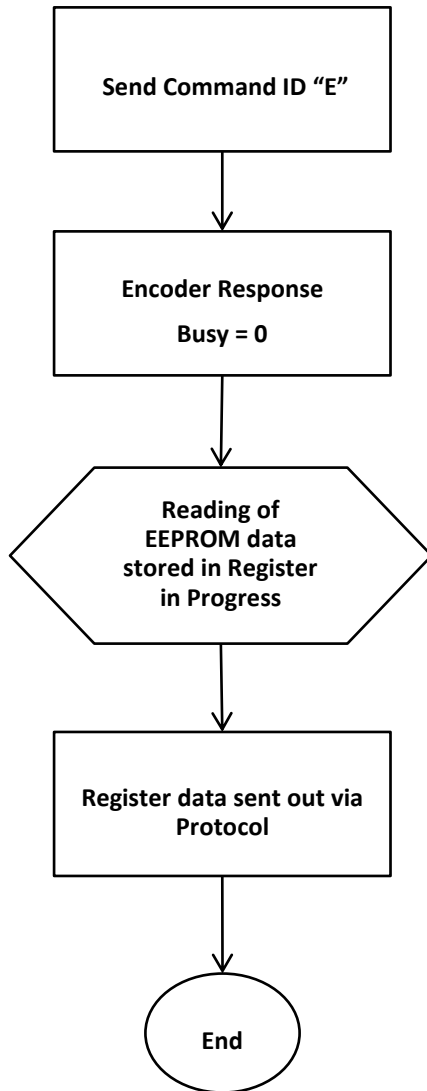 Send Command ID “E”
Encoder Response
Busy = 0
Reading of
EEPROM data
stored in Register
in Progress
Register data sent out via
Protocol
End